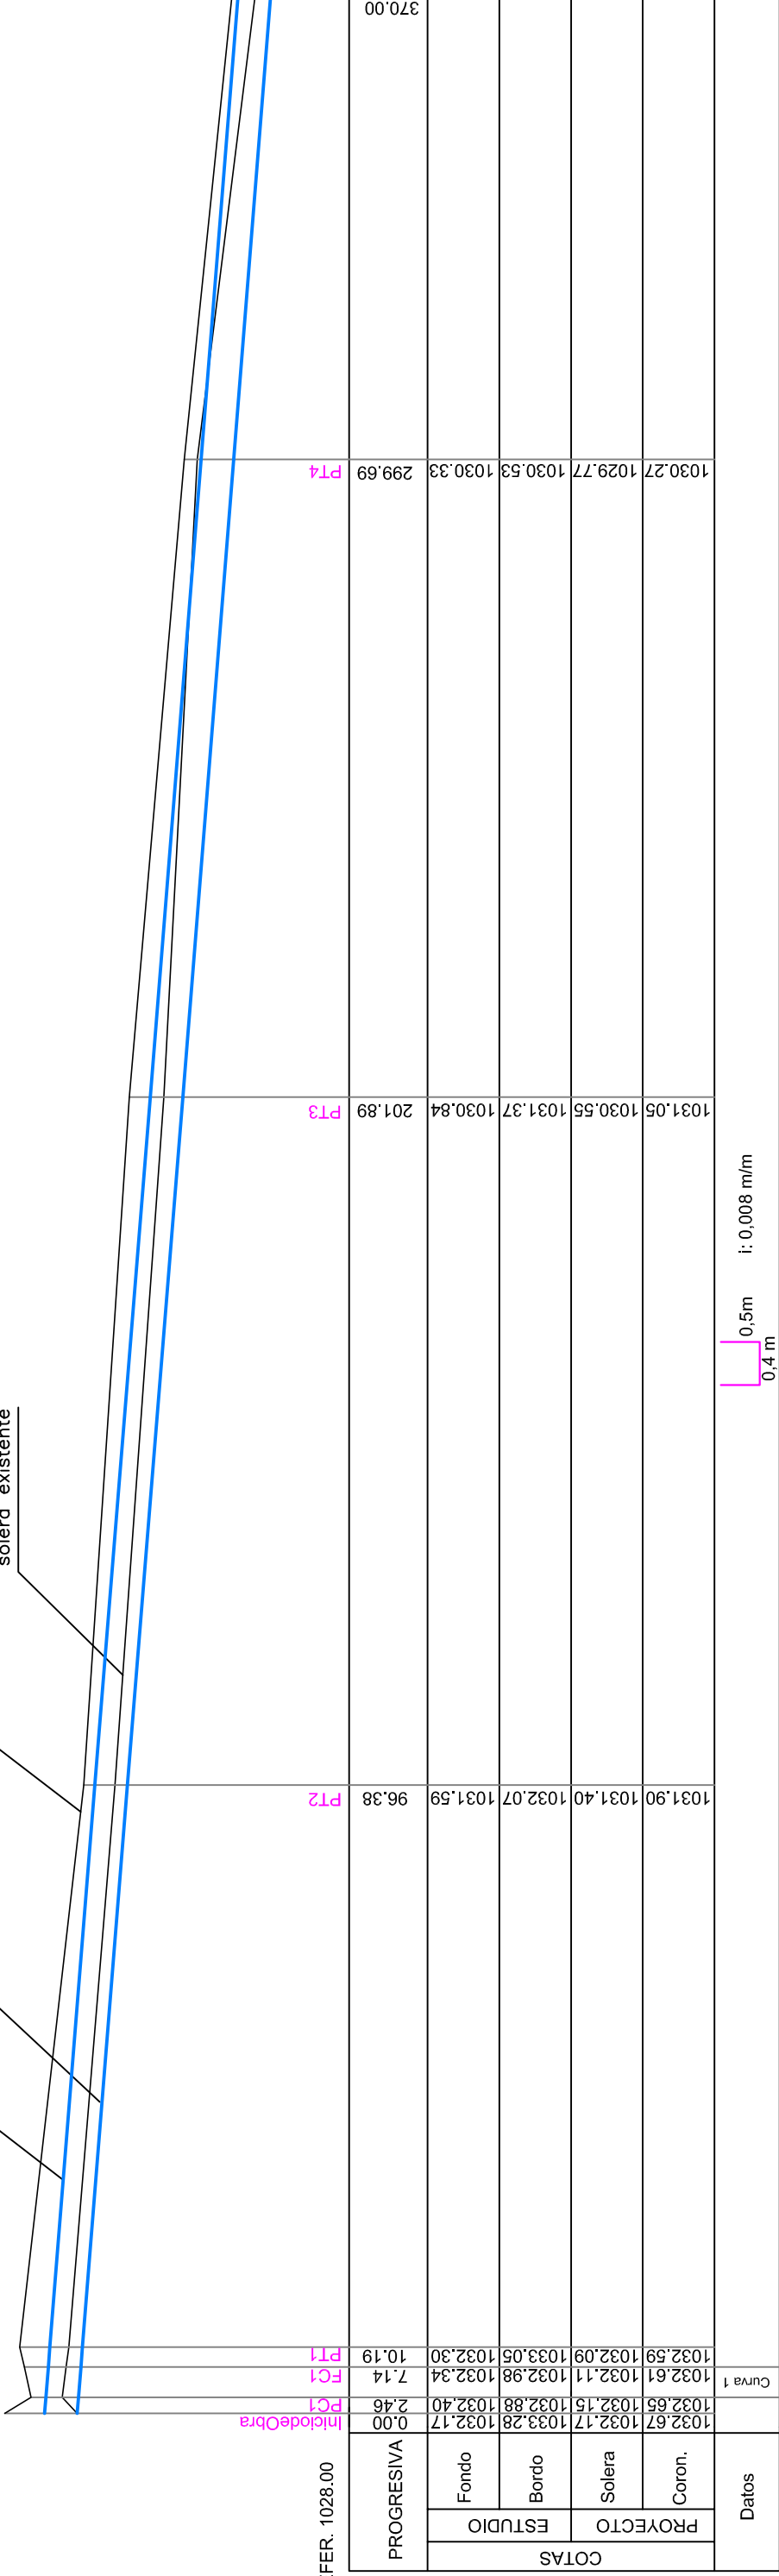 solera existente
FER. 1028.00
IniciodeObra PC1 FC1 PT1 PT2 PT3 PT4
PROGRESIVA 0.00 2.46 7.14 10.19 96.38 201.89 299.69 370.00
COTAS
ESTUDIO
Fondo 1032.17 1032.40 1032.34 1032.30 1031.59 1030.84 1030.33
Bordo 1033.28 1032.88 1032.98 1033.05 1032.07 1031.37 1030.53
PROYECTO
Solera 1032.17 1032.15 1032.11 1032.09 1031.40 1030.55 1029.77
Coron. 1032.67 1032.65 1032.61 1032.59 1031.90 1031.05 1030.27
Datos
Curva 1
0,4 m
0,5m
i: 0,008 m/m